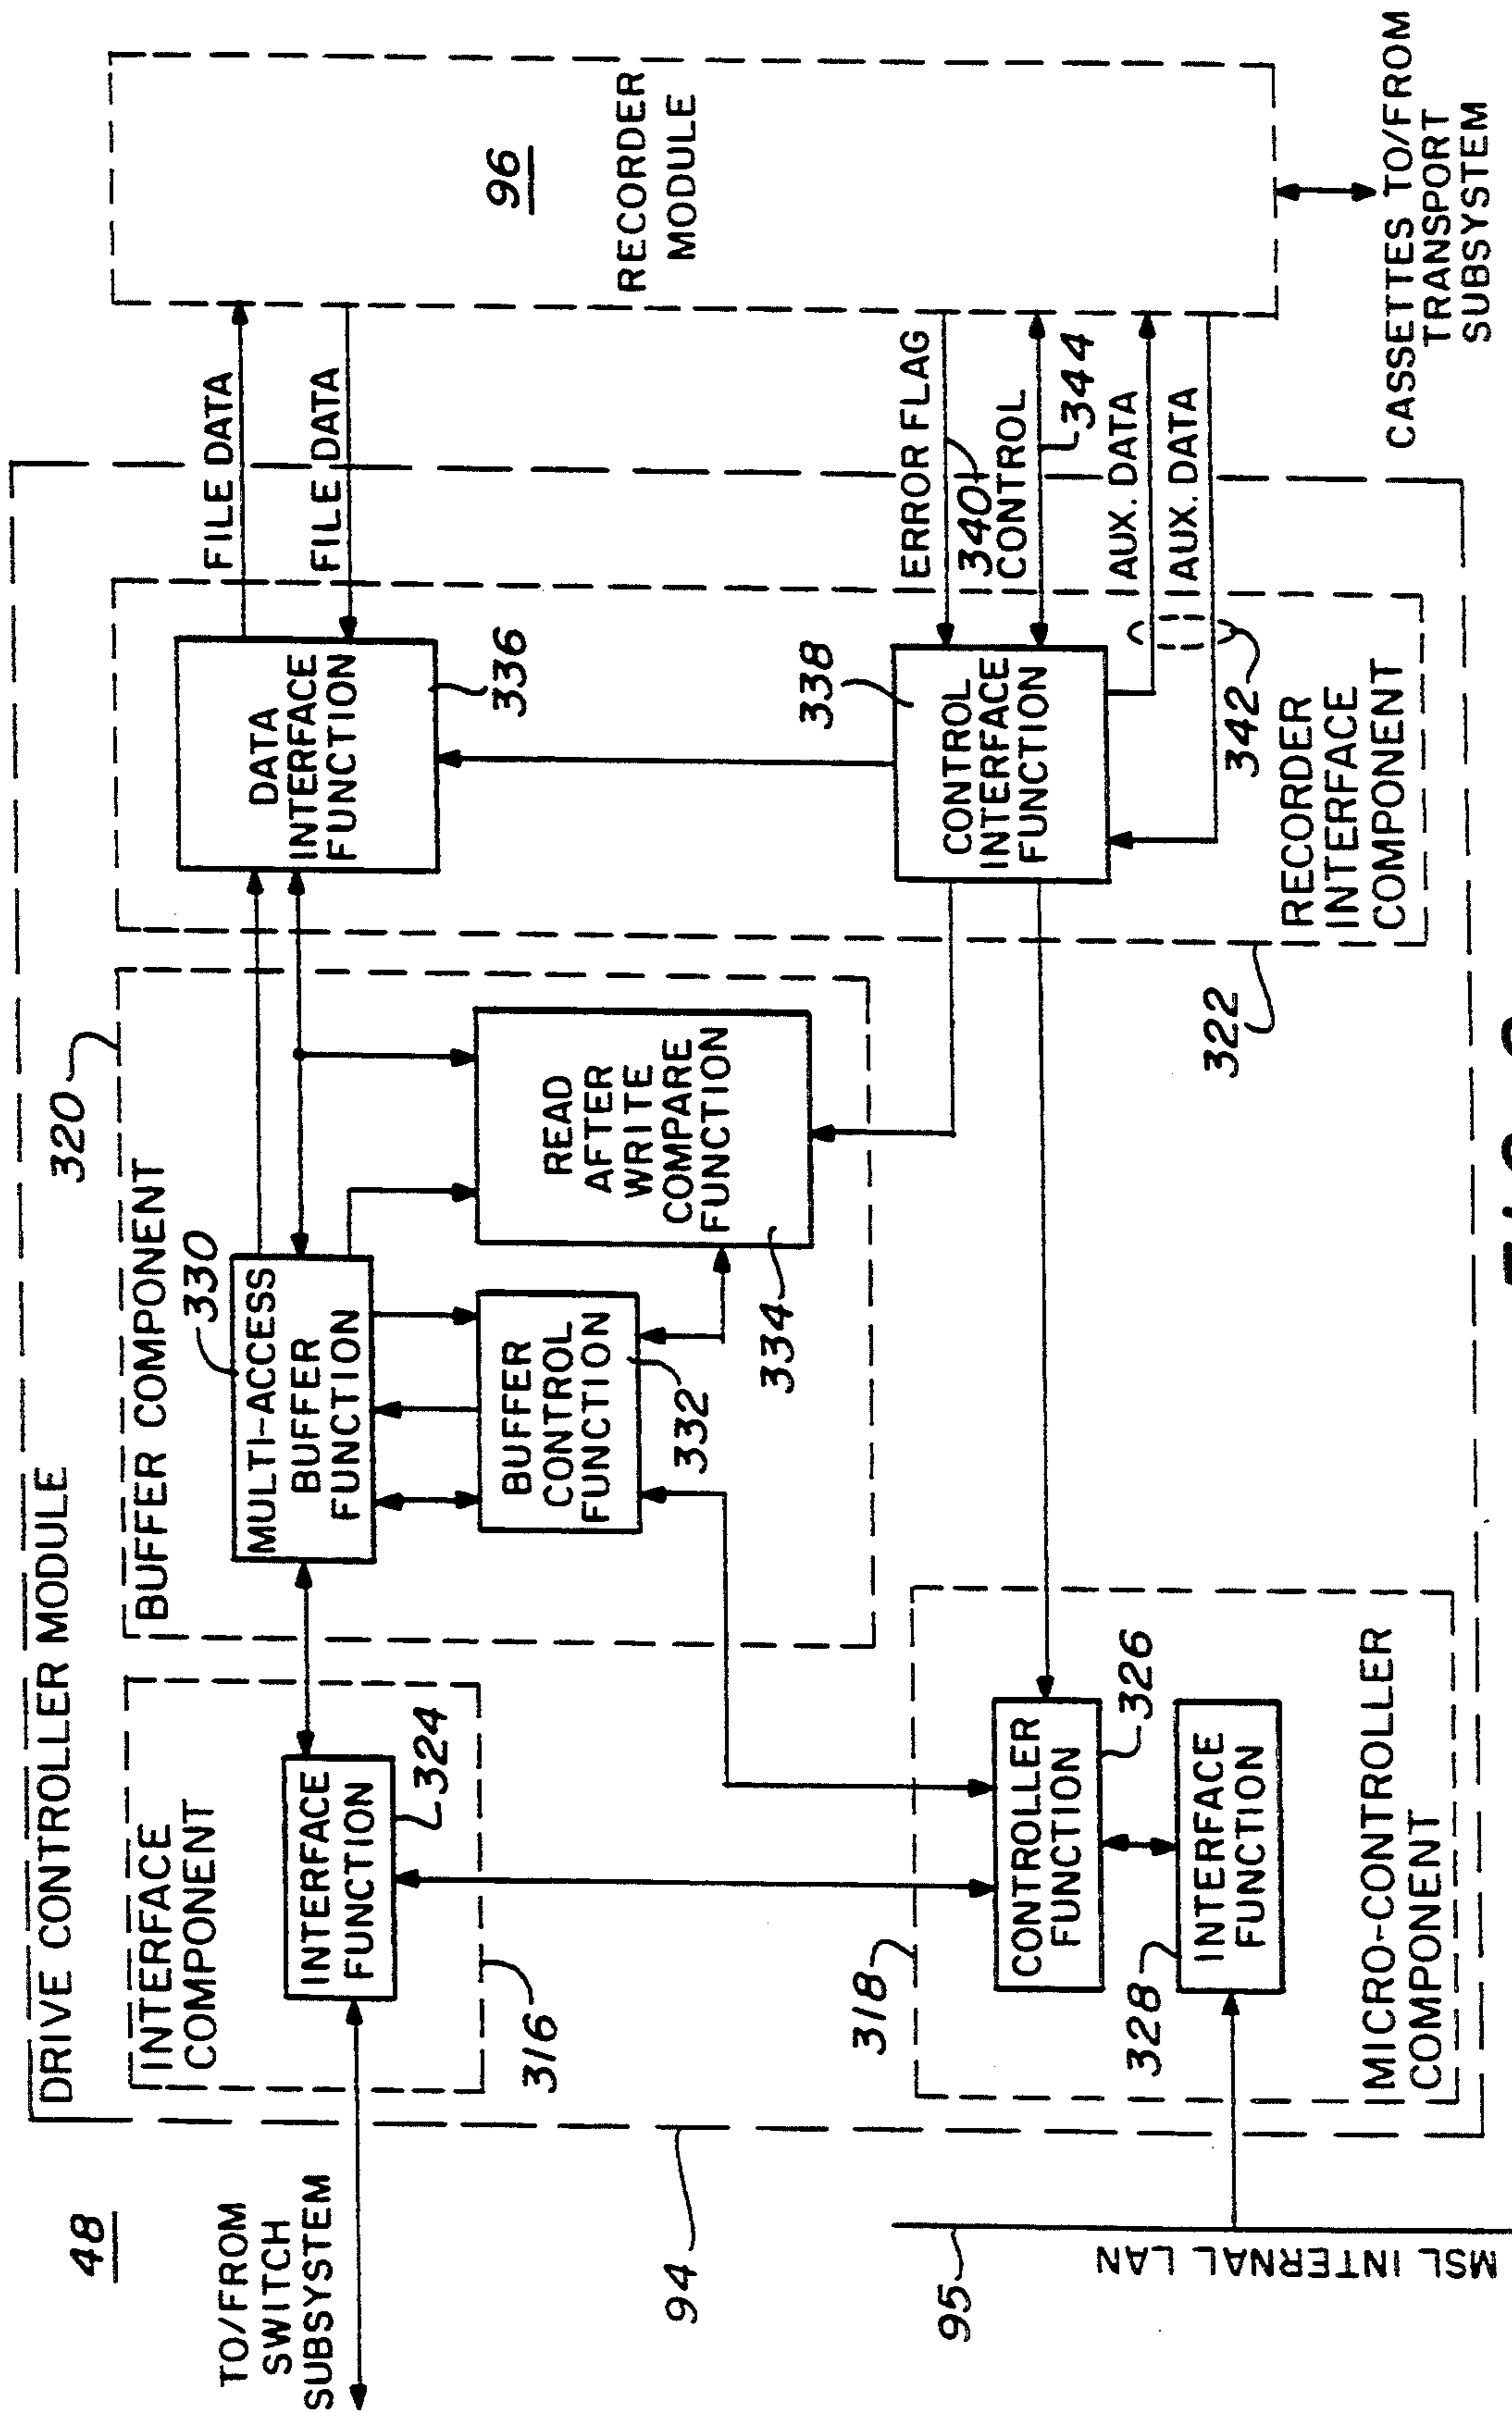 48
DRIVE CONTROLLER MODULE
TO/FROM
SWITCH
SUBSYSTEM
INTERFACE
COMPONENT
INTERFACE
FUNCTION
324
316
BUFFER COMPONENT
320
330
MULTI-ACCESS
BUFFER
FUNCTION
BUFFER
CONTROL
FUNCTION
332
READ
AFTER
WRITE
COMPARE
FUNCTION
334
DATA
INTERFACE
FUNCTION
336
FILE DATA
FILE DATA
96
RECORDER
MODULE
94
95
MSL INTERNAL LAN
318
CONTROLLER
FUNCTION
326
328
INTERFACE
FUNCTION
MICRO-CONTROLLER
COMPONENT
322
338
CONTROL
INTERFACE
FUNCTION
ERROR FLAG
340
CONTROL
344
AUX. DATA
AUX. DATA
342
RECORDER
INTERFACE
COMPONENT
CASSETTES TO/FROM
TRANSPORT
SUBSYSTEM